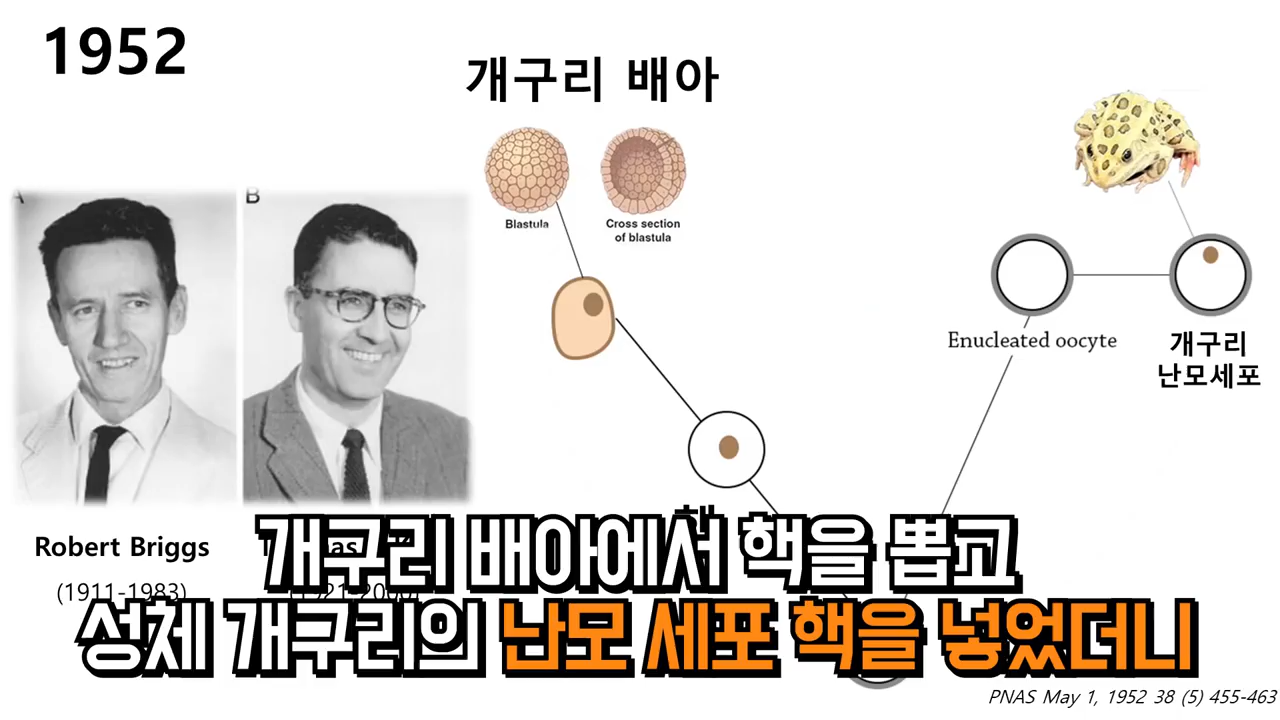 1952
개구리 배아
Blastula
Cross section
of blastula
B
Enucleated oocyte
개구리
난모세포
핵
Robert Briggs
(1911-1983)
개구리 배아에서 핵을 뽑고
성체 개구리의 난모 세포 핵을 넣었더니
PNAS May 1, 1952 38 (5) 455-463